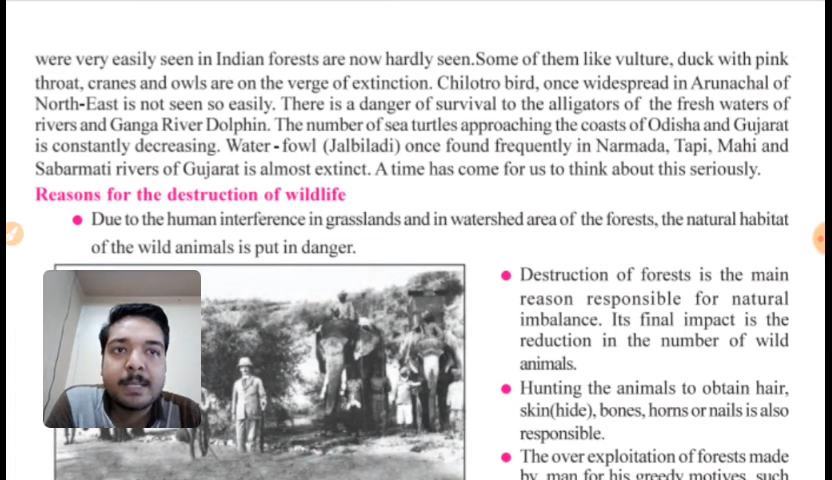 were very easily seen in Indian forests are now hardly seen.Some of them like vulture, duck with pink
throat, cranes and owls are on the verge of extinction. Chilotro bird, once widespread in Arunachal of
North-East is not seen so easily. There is a danger of survival to the alligators of the fresh waters of
rivers and Ganga River Dolphin. The number of sea turtles approaching the coasts of Odisha and Gujarat
is constantly decreasing. Water - fowl (Jalbiladi) once found frequently in Narmada, Tapi, Mahi and
Sabarmati rivers of Gujarat is almost extinct. A time has come for us to think about this seriously.
Reasons for the destruction of wildlife
● Due to the human interference in grasslands and in watershed area of the forests, the natural habitat
of the wild animals is put in danger.
● Destruction of forests is the main
reason responsible for natural
imbalance. Its final impact is the
reduction in the number of wild
animals.
● Hunting the animals to obtain hair,
skin(hide), bones, horns or nails is also
responsible.
● The over exploitation of forests made
by man for his greedy motives, such